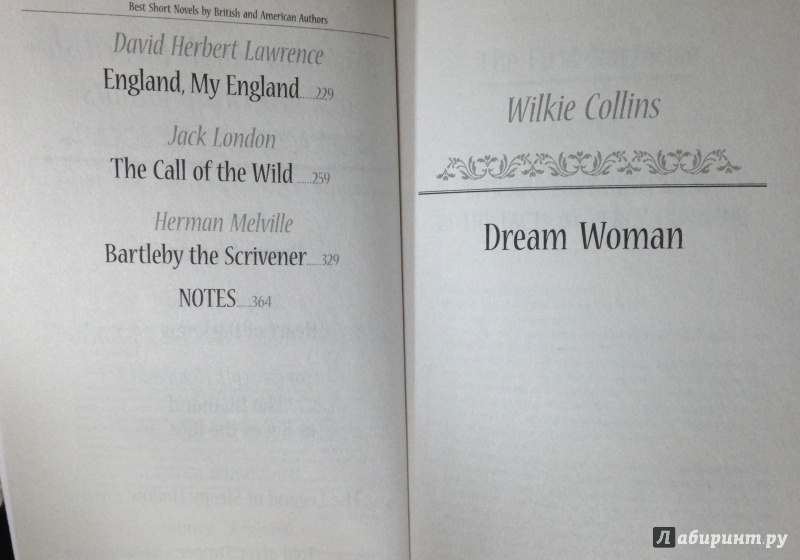 Best Short Novels by British and American Authors
David Herbert Lawrence
England, My England......229
Jack London
The Call of the Wild ......259
Herman Melville
Bartleby the Scrivener......329
NOTES......364
Wilkie Collins
Dream Woman
Лабиринт.ру